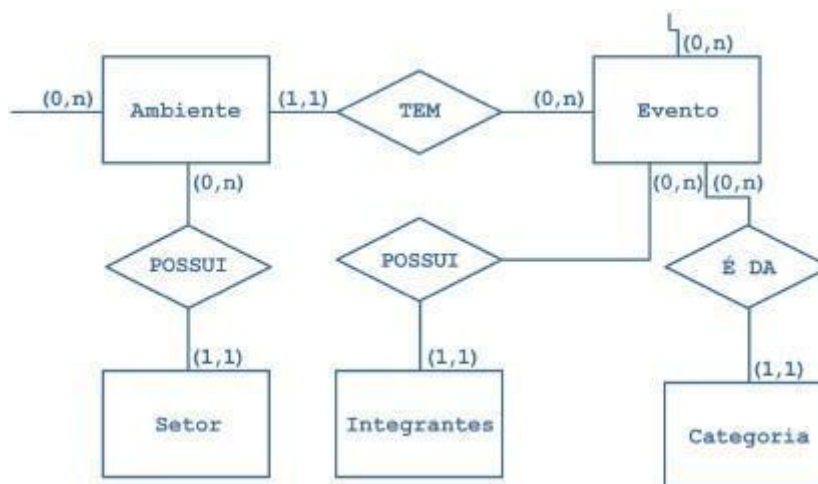 (0,n)
(0,n) Ambiente (1,1) TEM (0,n) Evento
(0,n) (0,n) (0,n)
POSSUI POSSUI É DA
(1,1) (1,1) (1,1)
Setor Integrantes Categoria